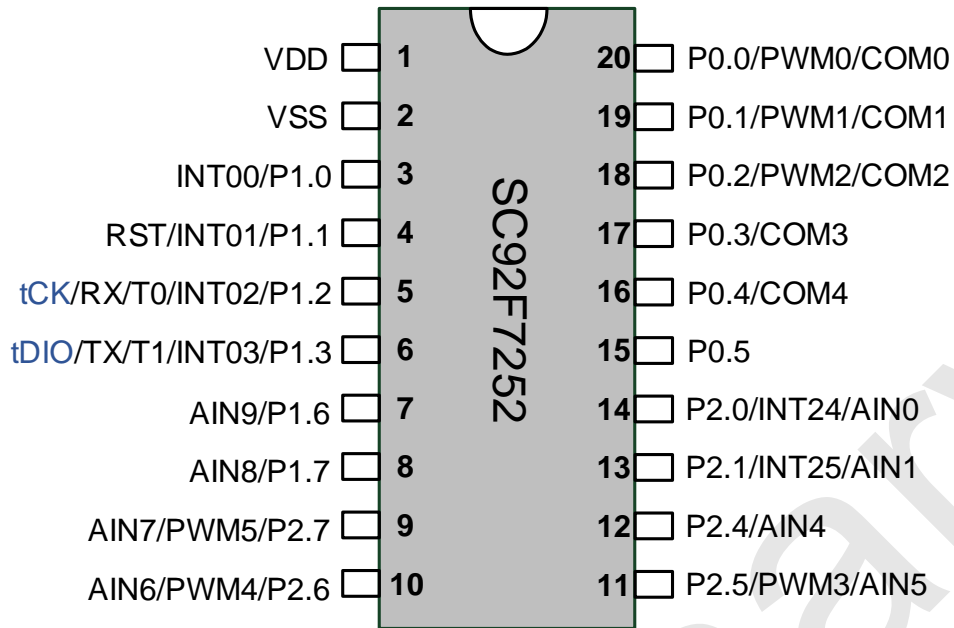 VDD 1 20 P0.0/PWM0/COM0
VSS 2 19 P0.1/PWM1/COM1
INT00/P1.0 3 18 P0.2/PWM2/COM2
RST/INT01/P1.1 4 17 P0.3/COM3
tCK/RX/T0/INT02/P1.2 5 16 P0.4/COM4
tDIO/TX/T1/INT03/P1.3 6 15 P0.5
AIN9/P1.6 7 14 P2.0/INT24/AIN0
AIN8/P1.7 8 13 P2.1/INT25/AIN1
AIN7/PWM5/P2.7 9 12 P2.4/AIN4
AIN6/PWM4/P2.6 10 11 P2.5/PWM3/AIN5
SC92F7252